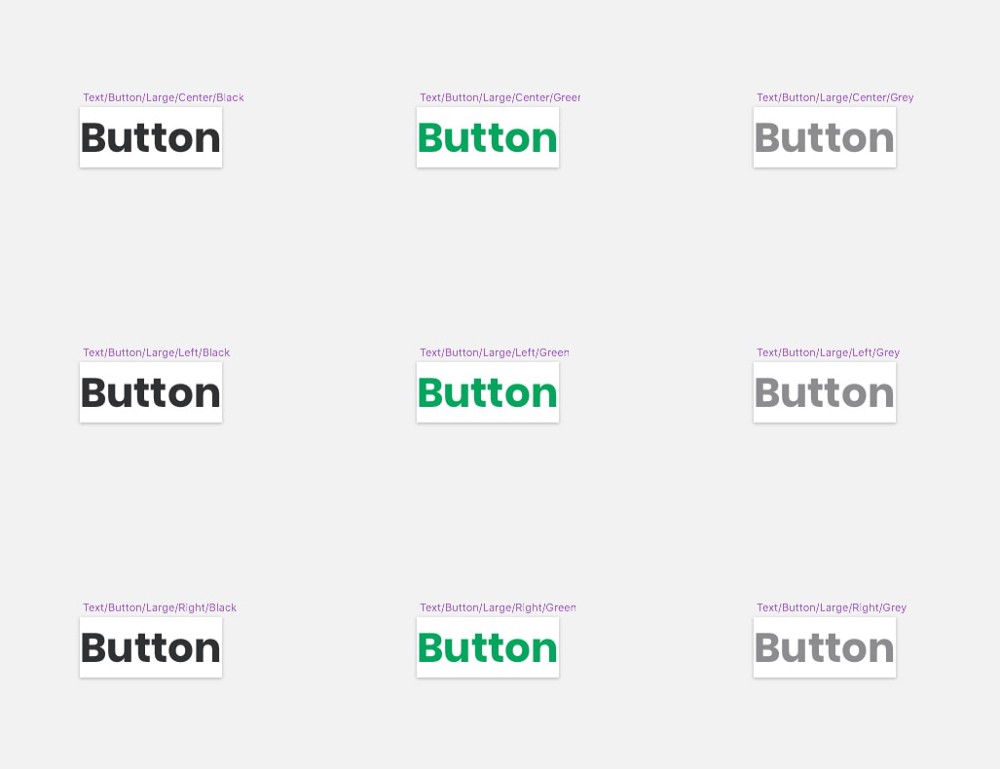 Text/Button/Large/Center/Black
Text/Button/Large/Center/Green
Text/Button/Large/Center/Grey
Button
Button
Button
Text/Button/Large/Left/Black
Text/Button/Large/Left/Green
Text/Button/Large/Left/Grey
Button
Button
Button
Text/Button/Large/Right/Black
Text/Button/Large/Right/Green
Text/Button/Large/Right/Grey
Button
Button
Button